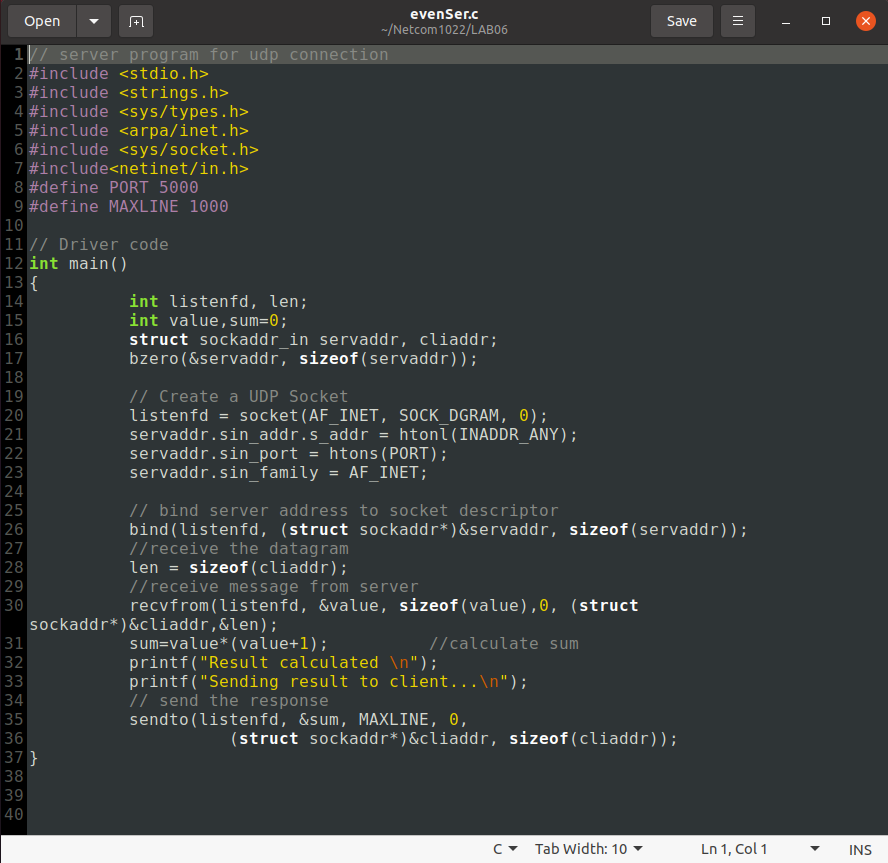 Open
evenSer.c
~/Netcom1022/LAB06
Save
1 // server program for udp connection
2 #include <stdio.h>
3 #include <strings.h>
4 #include <sys/types.h>
5 #include <arpa/inet.h>
6 #include <sys/socket.h>
7 #include<netinet/in.h>
8 #define PORT 5000
9 #define MAXLINE 1000
10
11 // Driver code
12 int main()
13 {
14 int listenfd, len;
15 int value,sum=0;
16 struct sockaddr_in servaddr, cliaddr;
17 bzero(&servaddr, sizeof(servaddr));
18
19 // Create a UDP Socket
20 listenfd = socket(AF_INET, SOCK_DGRAM, 0);
21 servaddr.sin_addr.s_addr = htonl(INADDR_ANY);
22 servaddr.sin_port = htons(PORT);
23 servaddr.sin_family = AF_INET;
24
25 // bind server address to socket descriptor
26 bind(listenfd, (struct sockaddr*)&servaddr, sizeof(servaddr));
27 //receive the datagram
28 len = sizeof(cliaddr);
29 //receive message from server
30 recvfrom(listenfd, &value, sizeof(value),0, (struct
sockaddr*)&cliaddr,&len);
31 sum=value*(value+1); //calculate sum
32 printf("Result calculated \n");
33 printf("Sending result to client...\n");
34 // send the response
35 sendto(listenfd, &sum, MAXLINE, 0,
36 (struct sockaddr*)&cliaddr, sizeof(cliaddr));
37 }
38
39
40
C Tab Width: 10 Ln 1, Col 1 INS